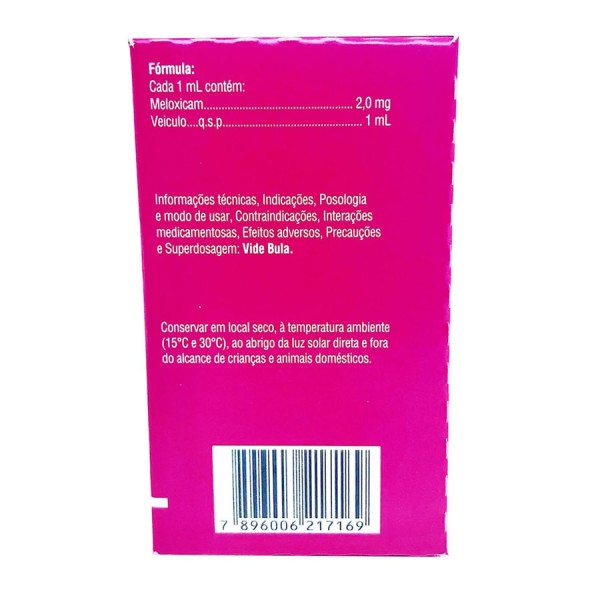 Fórmula:
Cada 1 mL contém:
Meloxicam.................................................. 2,0 mg
Veiculo....q.s.p............................................... 1 mL
Informações técnicas, Indicações, Posologia
e modo de usar, Contraindicações, Interações
medicamentosas, Efeitos adversos, Precauções
e Superdosagem: Vide Bula.
Conservar em local seco, à temperatura ambiente
(15°C e 30°C), ao abrigo da luz solar direta e fora
do alcance de crianças e animais domésticos.
7 896006 217169